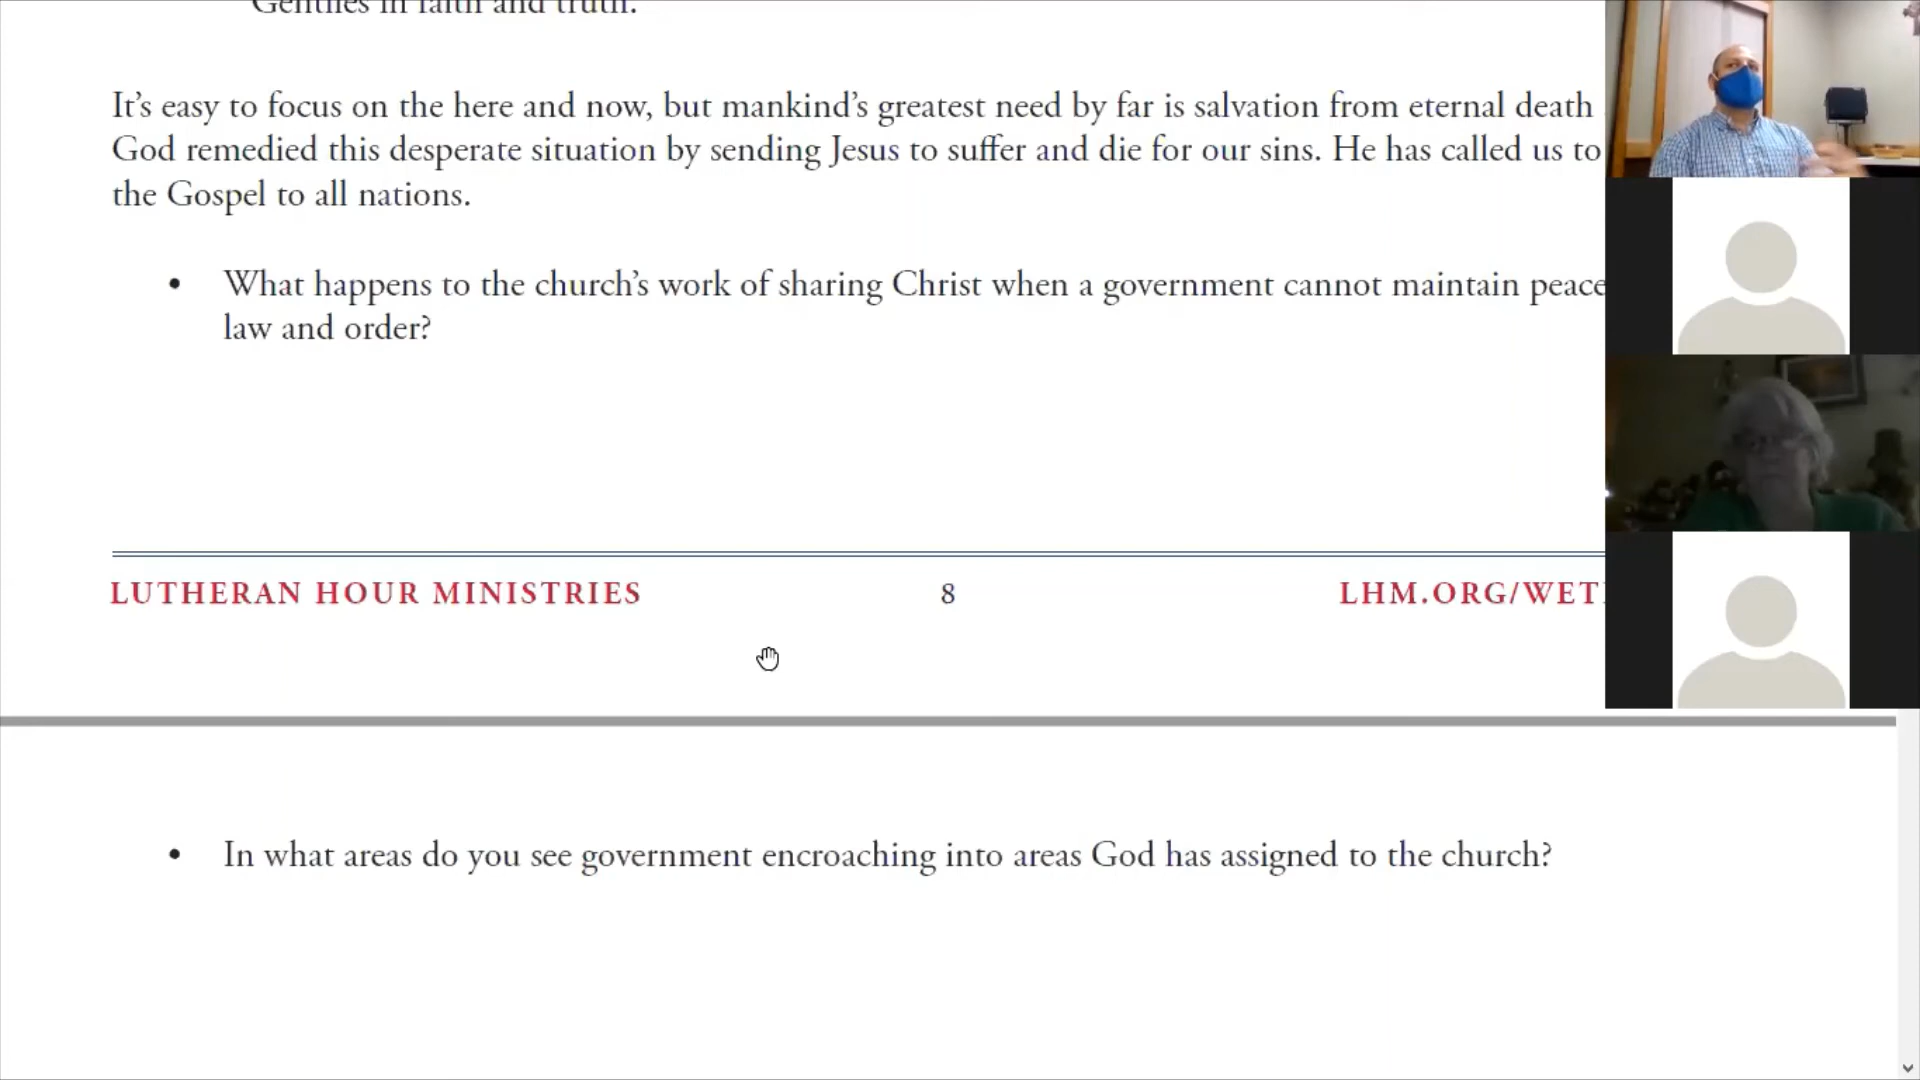 Gentiles in faith and truth.
It's easy to focus on the here and now, but mankind's greatest need by far is salvation from eternal death
God remedied this desperate situation by sending Jesus to suffer and die for our sins. He has called us to
the Gospel to all nations.
• What happens to the church's work of sharing Christ when a government cannot maintain peace
law and order?
LUTHERAN HOUR MINISTRIES 8 LHM.ORG/WET
• In what areas do you see government encroaching into areas God has assigned to the church?